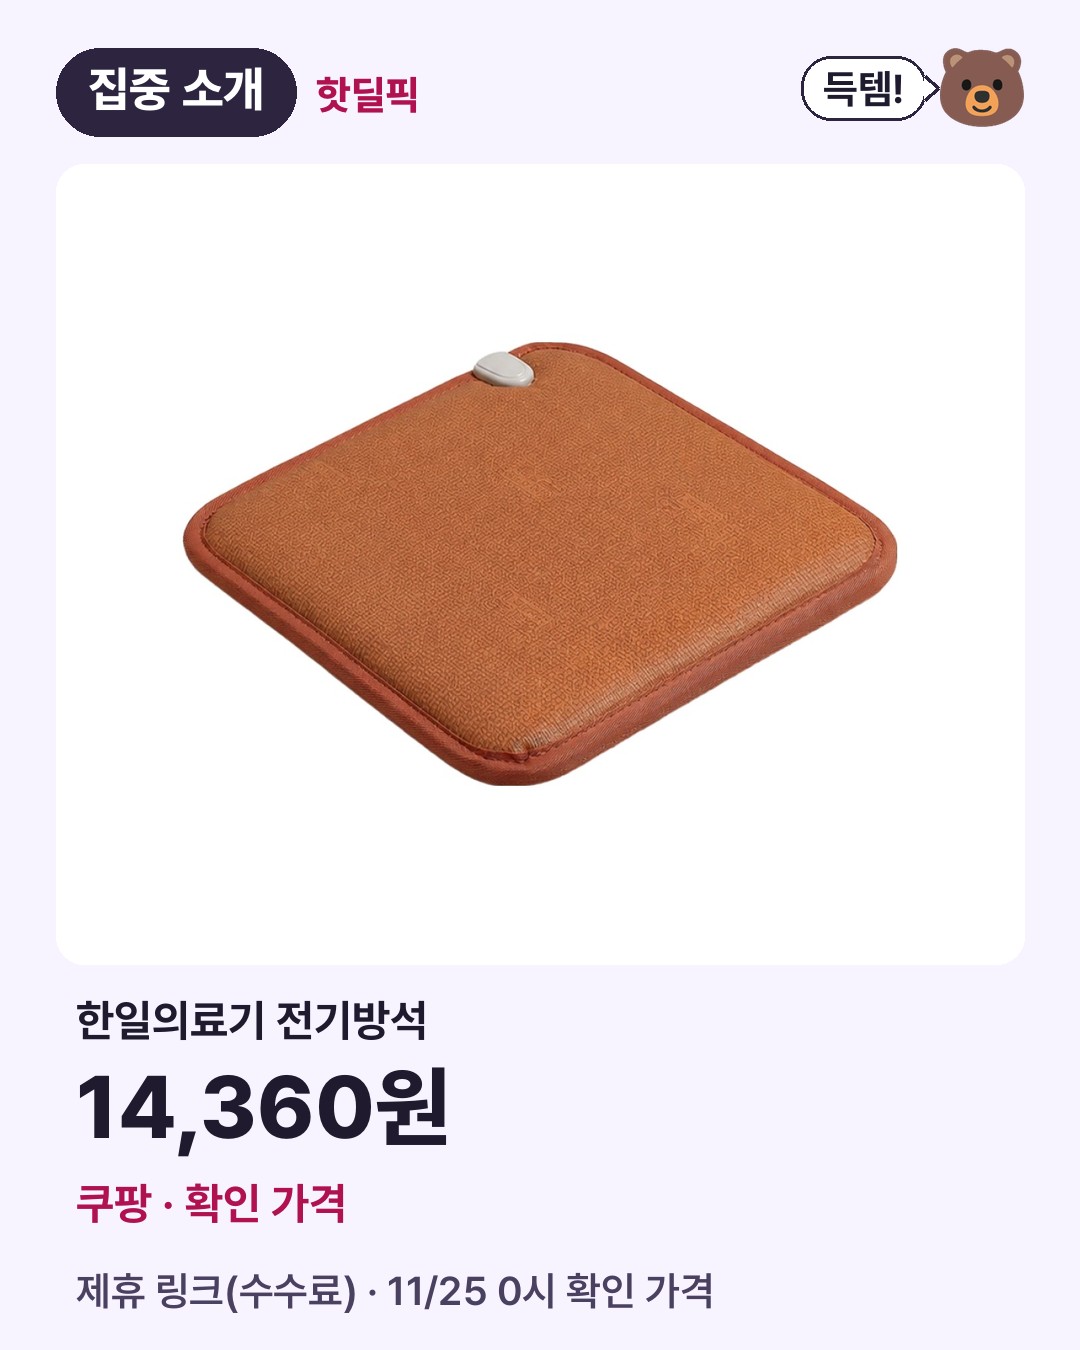 집중 소개
핫딜픽
득템!
한일의료기 전기방석
14,360원
쿠팡 · 확인 가격
제휴 링크(수수료) · 11/25 0시 확인 가격